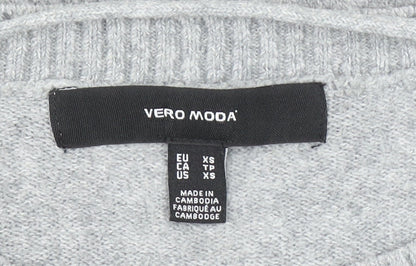 VERO MODA
EU XS
CA TP
US XS
MADE IN
CAMBODIA
FABRIQUÉ AU
CAMBODGE